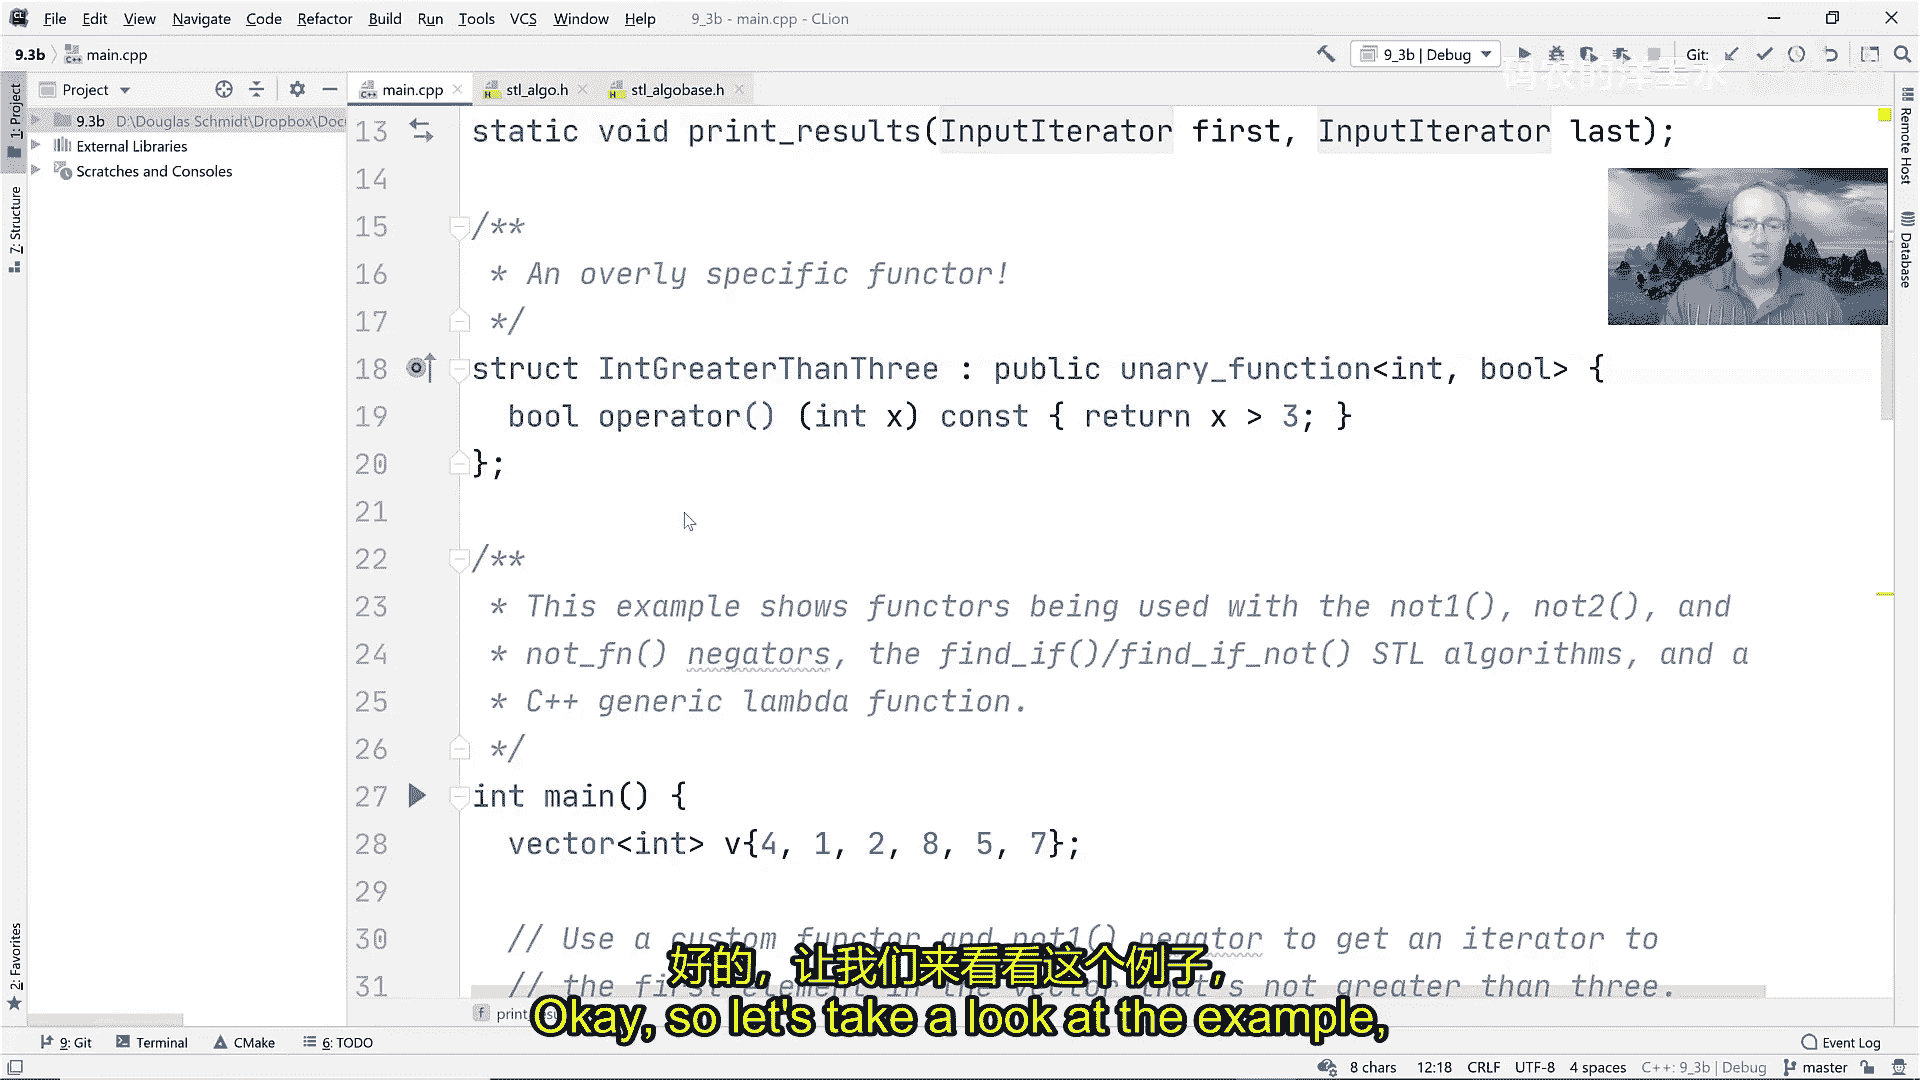 File Edit View Navigate Code Refactor Build Run Tools VCS Window Help 9_3b - main.cpp - CLion
9.3b main.cpp 9_3b | Debug Git:
码农的洋墨水
Project main.cpp stl_algo.h stl_algobase.h
1: Project
7: Structure
2: Favorites
9.3b D:\Douglas Schmidt\Dropbox\Doc
External Libraries
Scratches and Consoles
Remote Host
Database
13 static void print_results(InputIterator first, InputIterator last);
14
15 /**
16 * An overly specific functor!
17 */
18 struct IntGreaterThanThree : public unary_function<int, bool> {
19 bool operator() (int x) const { return x > 3; }
20 };
21
22 /**
23 * This example shows functors being used with the not1(), not2(), and
24 * not_fn() negators, the find_if()/find_if_not() STL algorithms, and a
25 * C++ generic lambda function.
26 */
27 int main() {
28 vector<int> v{4, 1, 2, 8, 5, 7};
29
30 // Use a custom functor and not1() negator to get an iterator to
31 // the first element in the vector that's not greater than three.
好的，让我们来看看这个例子，
Okay, so let's take a look at the example,
9: Git Terminal CMake 6: TODO Event Log
8 chars 12:18 CRLF UTF-8 4 spaces C++: 9_3b | Debug master